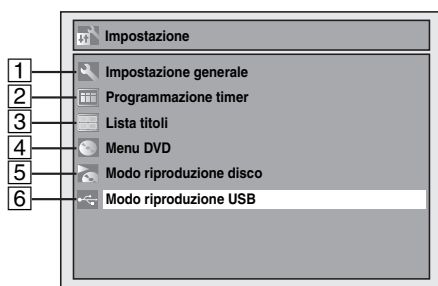 Impostazione
1 Impostazione generale
2 Programmazione timer
3 Lista titoli
4 Menu DVD
5 Modo riproduzione disco
6 Modo riproduzione USB